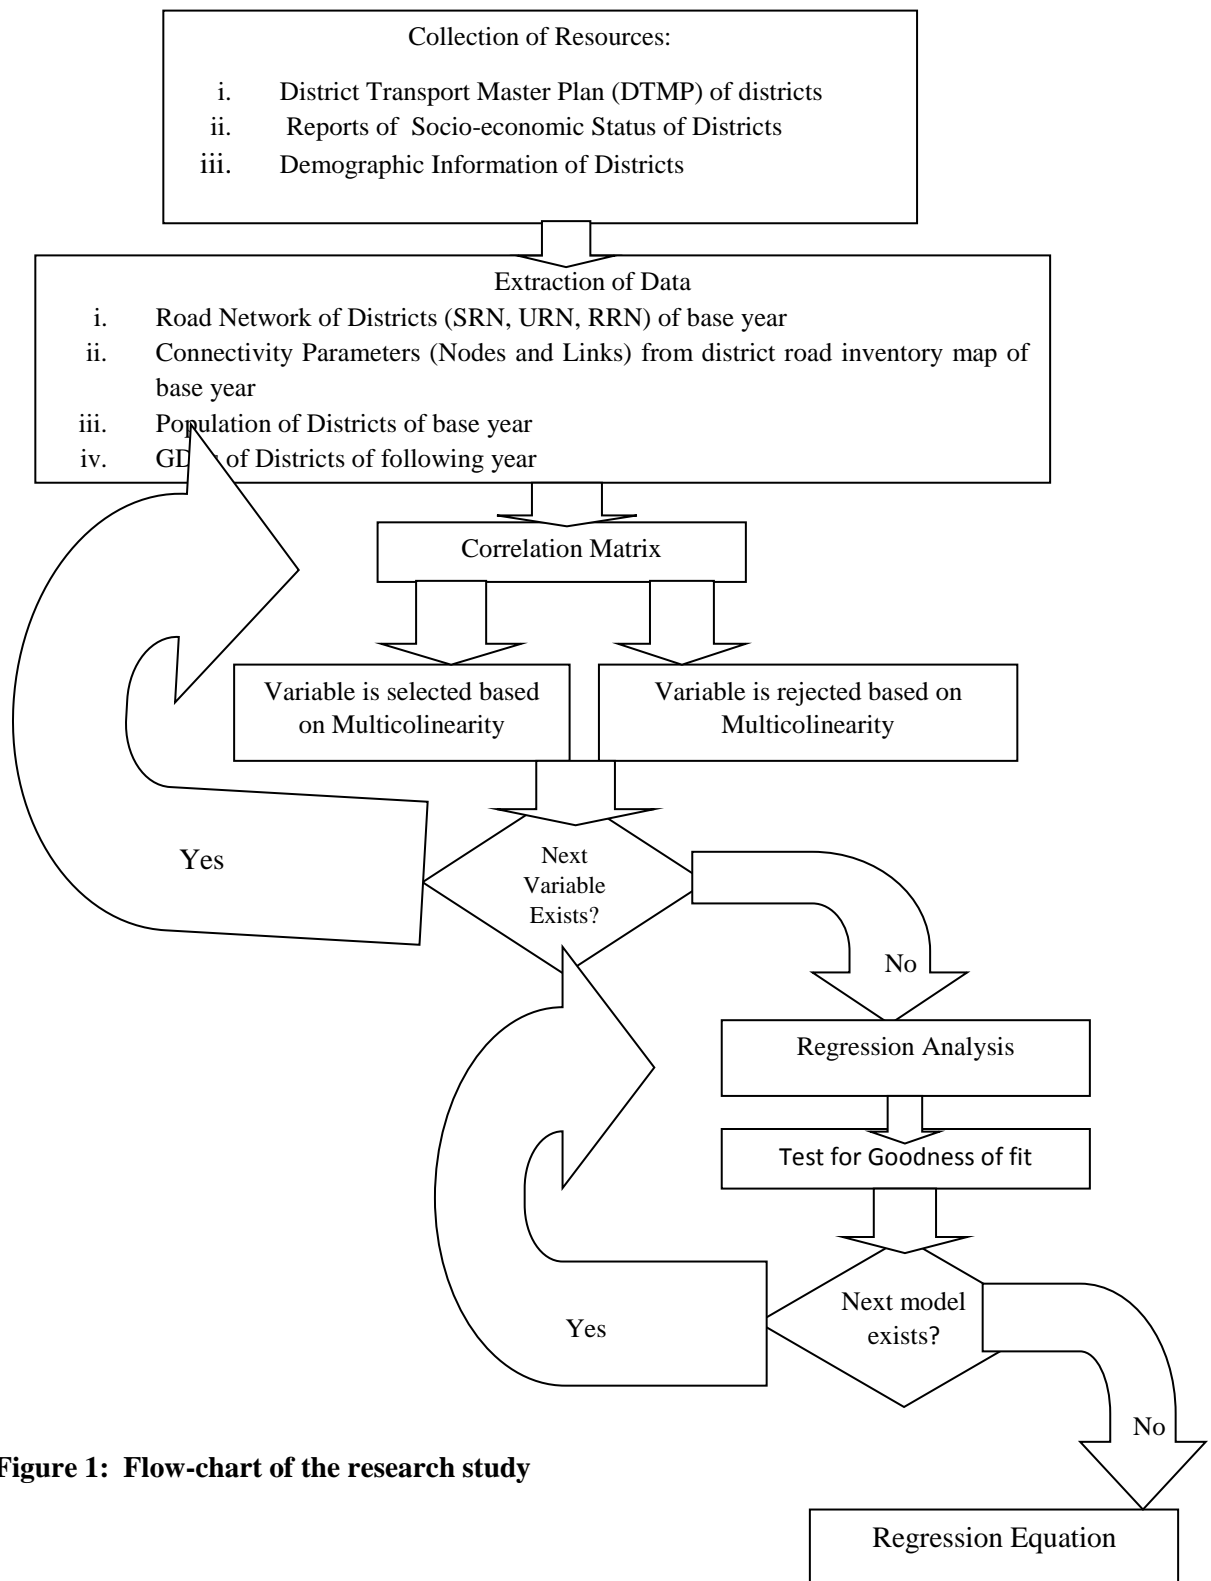 Collection of Resources:
i. District Transport Master Plan (DTMP) of districts
ii. Reports of Socio-economic Status of Districts
iii. Demographic Information of Districts
Extraction of Data
i. Road Network of Districts (SRN, URN, RRN) of base year
ii. Connectivity Parameters (Nodes and Links) from district road inventory map of
base year
iii. Population of Districts of base year
iv. of Districts of following year
Correlation Matrix
Variable is selected based
on Multicolinearity
Variable is rejected based on
Multicolinearity
Yes
Next
Variable
Exists?
No
Regression Analysis
Test for Goodness of fit
Next model
exists?
Yes
No
Figure 1: Flow-chart of the research study
Regression Equation